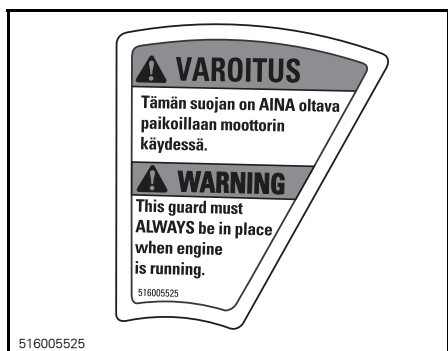 VAROITUS
Tämän suojan on AINA oltava
paikoillaan moottorin
käydessä.
WARNING
This guard must
ALWAYS be in place
when engine
is running.
516005525
516005525